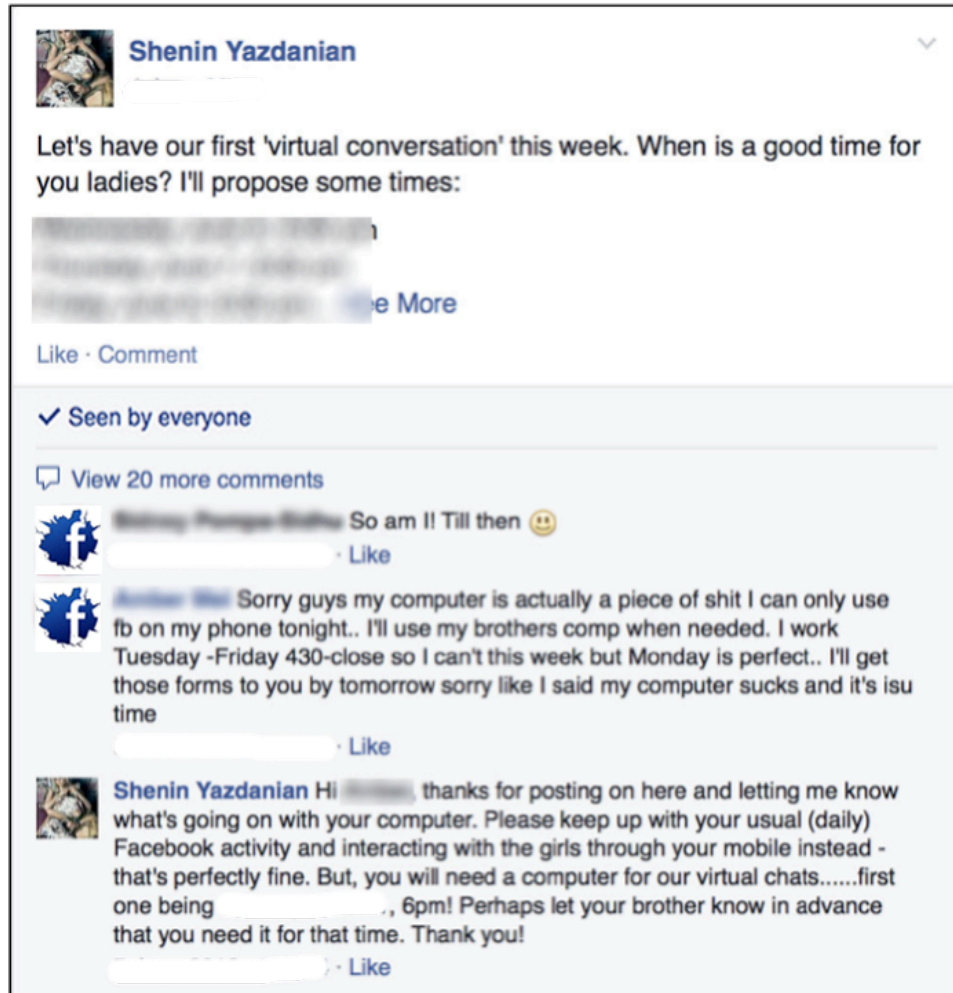 Shenin Yazdanian
Let's have our first 'virtual conversation' this week. When is a good time for
you ladies? I'll propose some times:
e More
Like · Comment
✓ Seen by everyone
View 20 more comments
So am I! Till then 🙂
· Like
Sorry guys my computer is actually a piece of shit I can only use
fb on my phone tonight.. I'll use my brothers comp when needed. I work
Tuesday -Friday 430-close so I can't this week but Monday is perfect.. I'll get
those forms to you by tomorrow sorry like I said my computer sucks and it's isu
time
· Like
Shenin Yazdanian Hi , thanks for posting on here and letting me know
what's going on with your computer. Please keep up with your usual (daily)
Facebook activity and interacting with the girls through your mobile instead -
that's perfectly fine. But, you will need a computer for our virtual chats......first
one being , 6pm! Perhaps let your brother know in advance
that you need it for that time. Thank you!
· Like